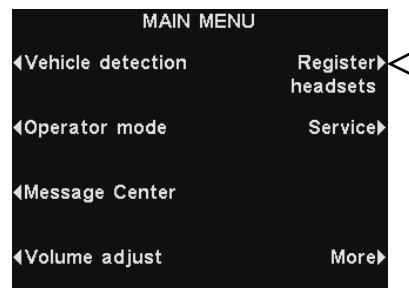 MAIN MENU
Vehicle detection
Register
headsets
Operator mode
Service
Message Center
Volume adjust
More